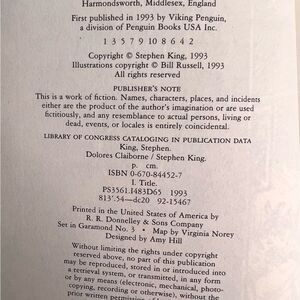 Harmondsworth, Middlesex, England
First published in 1993 by Viking Penguin,
a division of Penguin Books USA Inc.
1 3 5 7 9 10 8 6 4 2
Copyright © Stephen King, 1993
Illustrations copyright © Bill Russell, 1993
All rights reserved
PUBLISHER'S NOTE
This is a work of fiction. Names, characters, places, and incidents
either are the product of the author's imagination or are used
fictitiously, and any resemblance to actual persons, living or
dead, events, or locales is entirely coincidental.
LIBRARY OF CONGRESS CATALOGING IN PUBLICATION DATA
King, Stephen.
Dolores Claiborne / Stephen King.
p. cm.
ISBN 0-670-84452-7
I. Title.
PS3561.I483D65 1993
813'.54—dc20 92-15467
Printed in the United States of America by
R. R. Donnelley & Sons Company
Set in Garamond No. 3 • Map by Virginia Norey
Designed by Amy Hill
Without limiting the rights under copyright
reserved above, no part of this publication
may be reproduced, stored in or introduced into
a retrieval system, or transmitted, in any form
or by any means (electronic, mechanical, photo-
copying, recording or otherwise), without the
prior written permission of